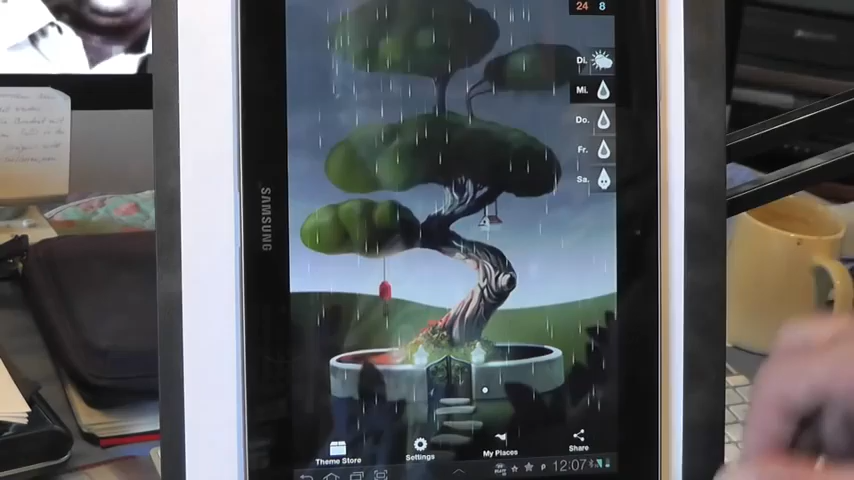 24 8
Di.
Mi.
Do.
Fr.
Sa.
SAMSUNG
Theme Store
Settings
My Places
Share
12:07